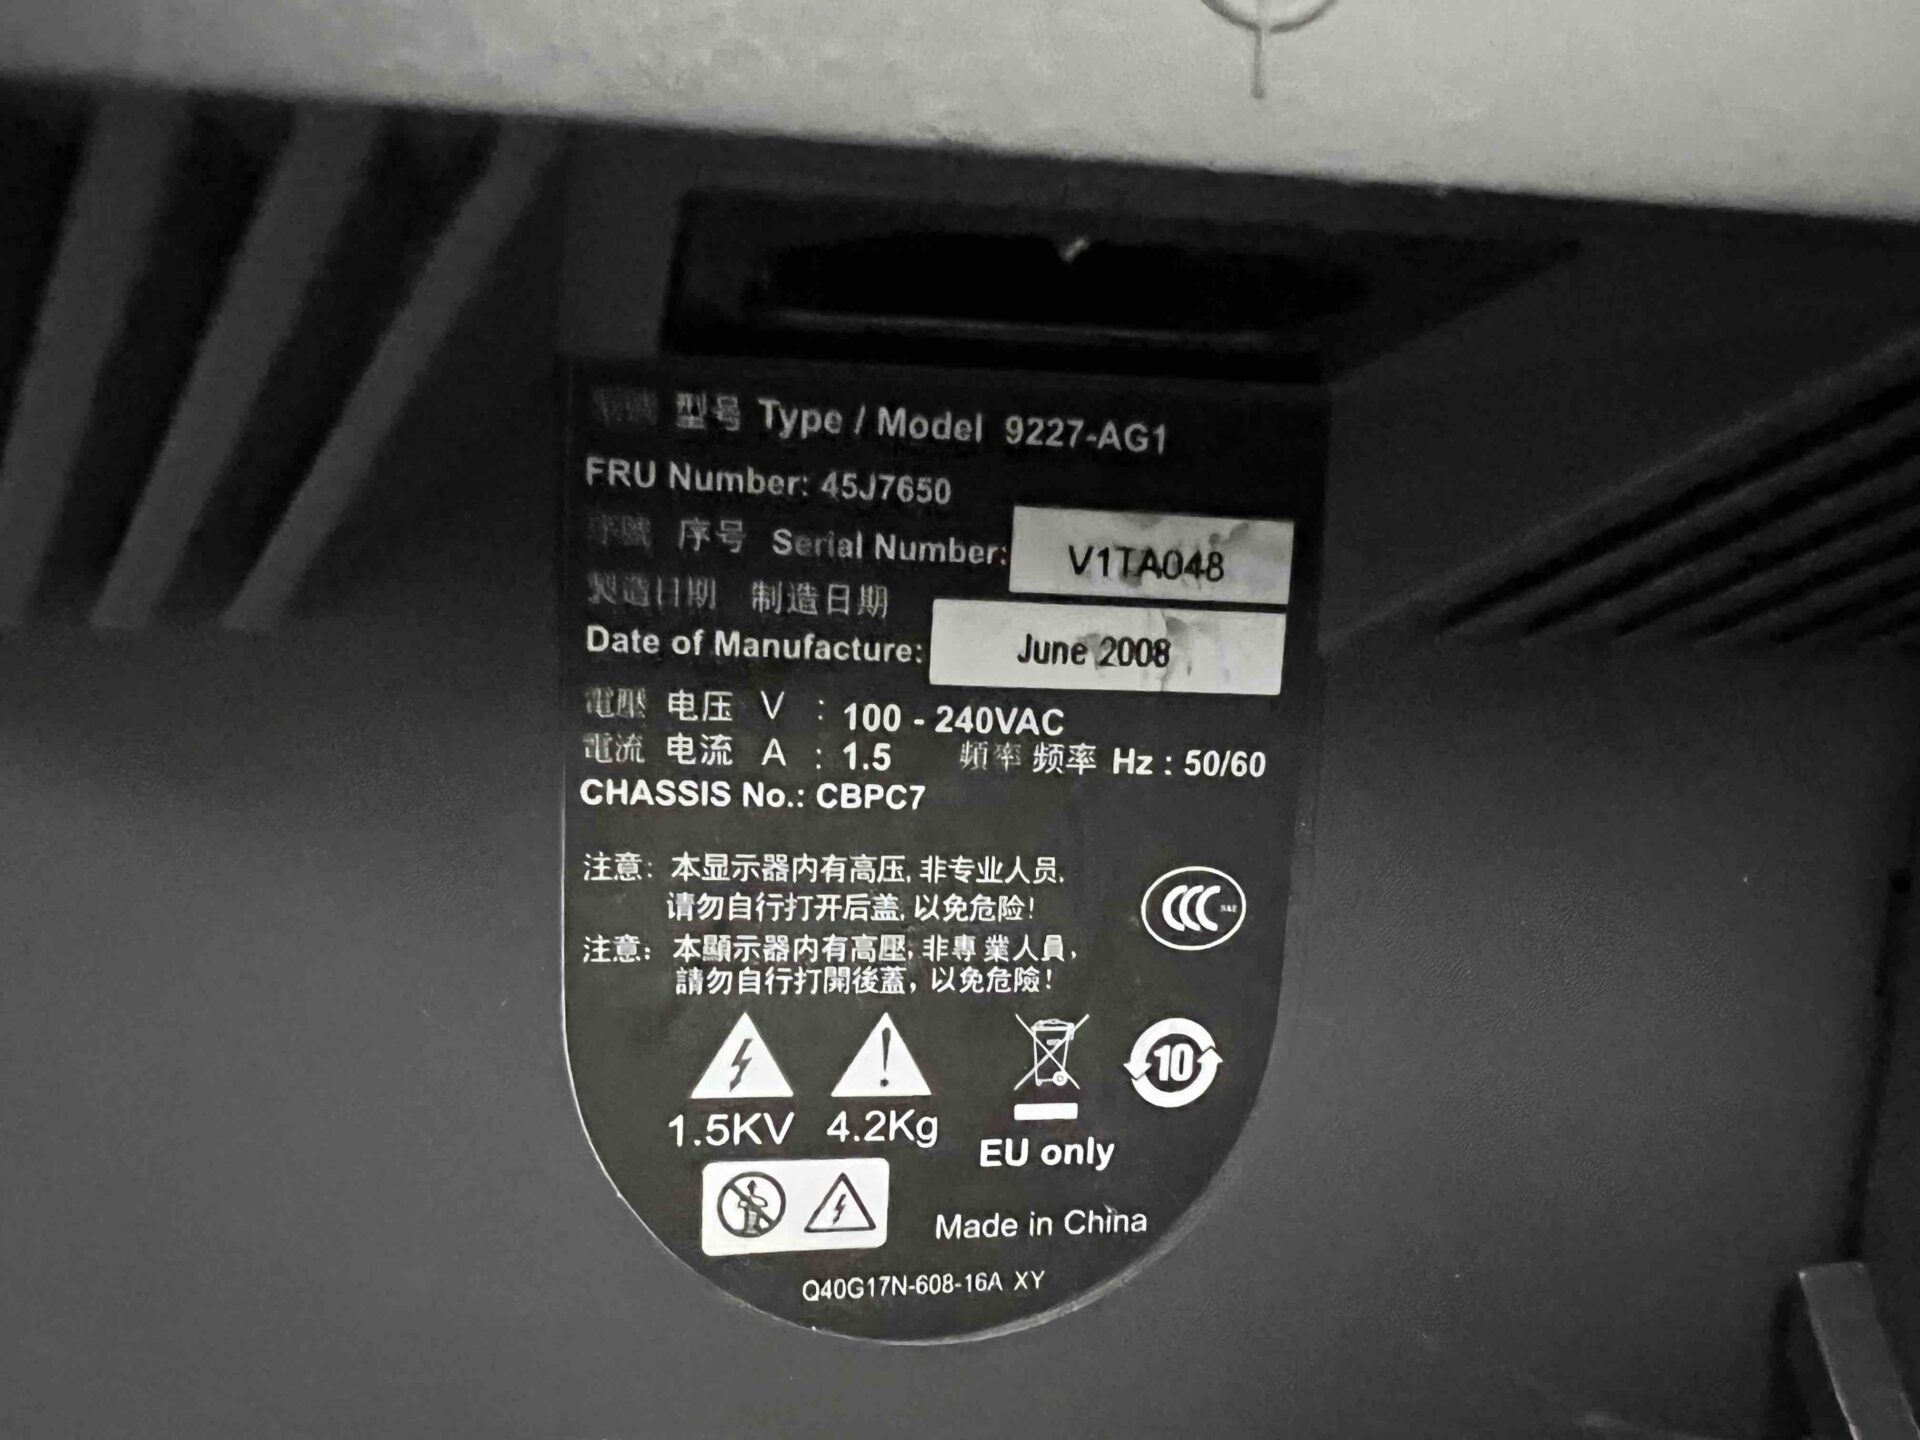 型號 型号 Type / Model 9227-AG1
FRU Number: 45J7650
序號 序号 Serial Number: V1TA048
製造日期 制造日期
Date of Manufacture: June 2008
電壓 电压 V : 100 - 240VAC
電流 电流 A : 1.5 頻率 频率 Hz : 50/60
CHASSIS No.: CBPC7
注意: 本显示器内有高压, 非专业人员,
请勿自行打开后盖, 以免危险!
CCC S&E
注意: 本顯示器内有高壓, 非專業人員,
請勿自行打開後蓋, 以免危險!
10
1.5KV 4.2Kg
EU only
Made in China
Q40G17N-608-16A XY